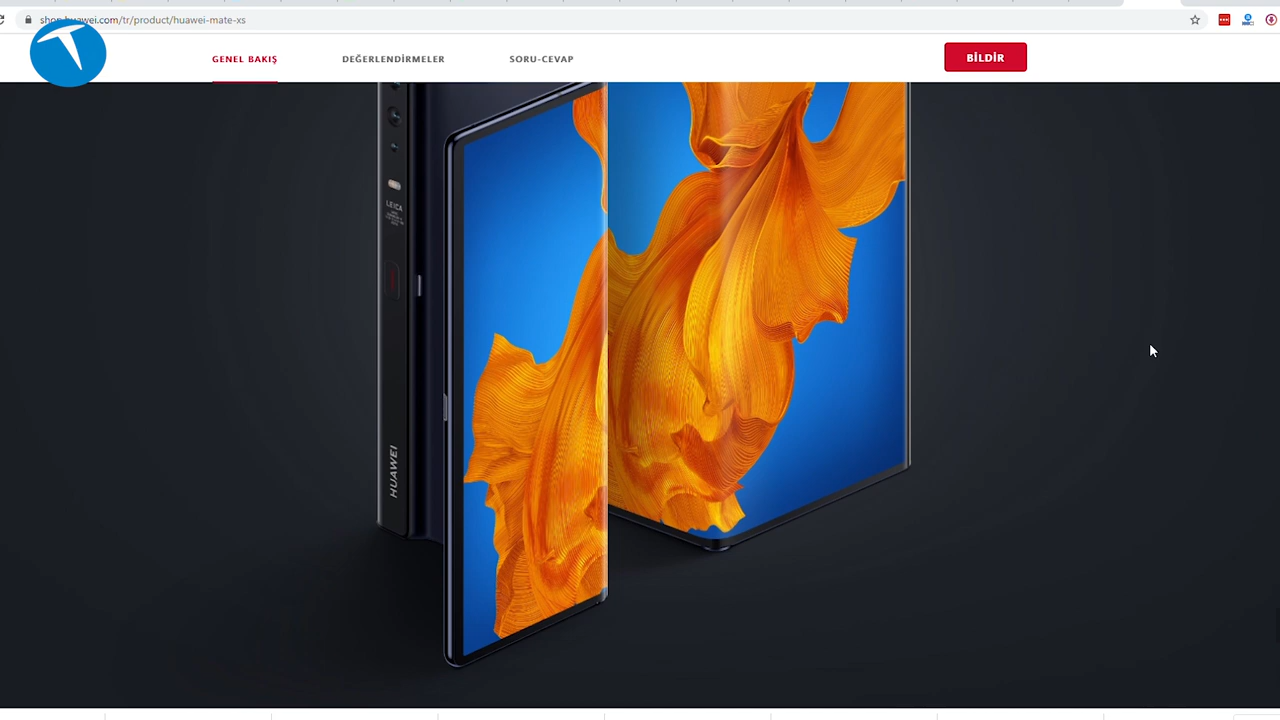 shop.huawei.com/tr/product/huawei-mate-xs
GENEL BAKIŞ
DEĞERLENDİRMELER
SORU-CEVAP
BİLDİR
LEICA
HUAWEI